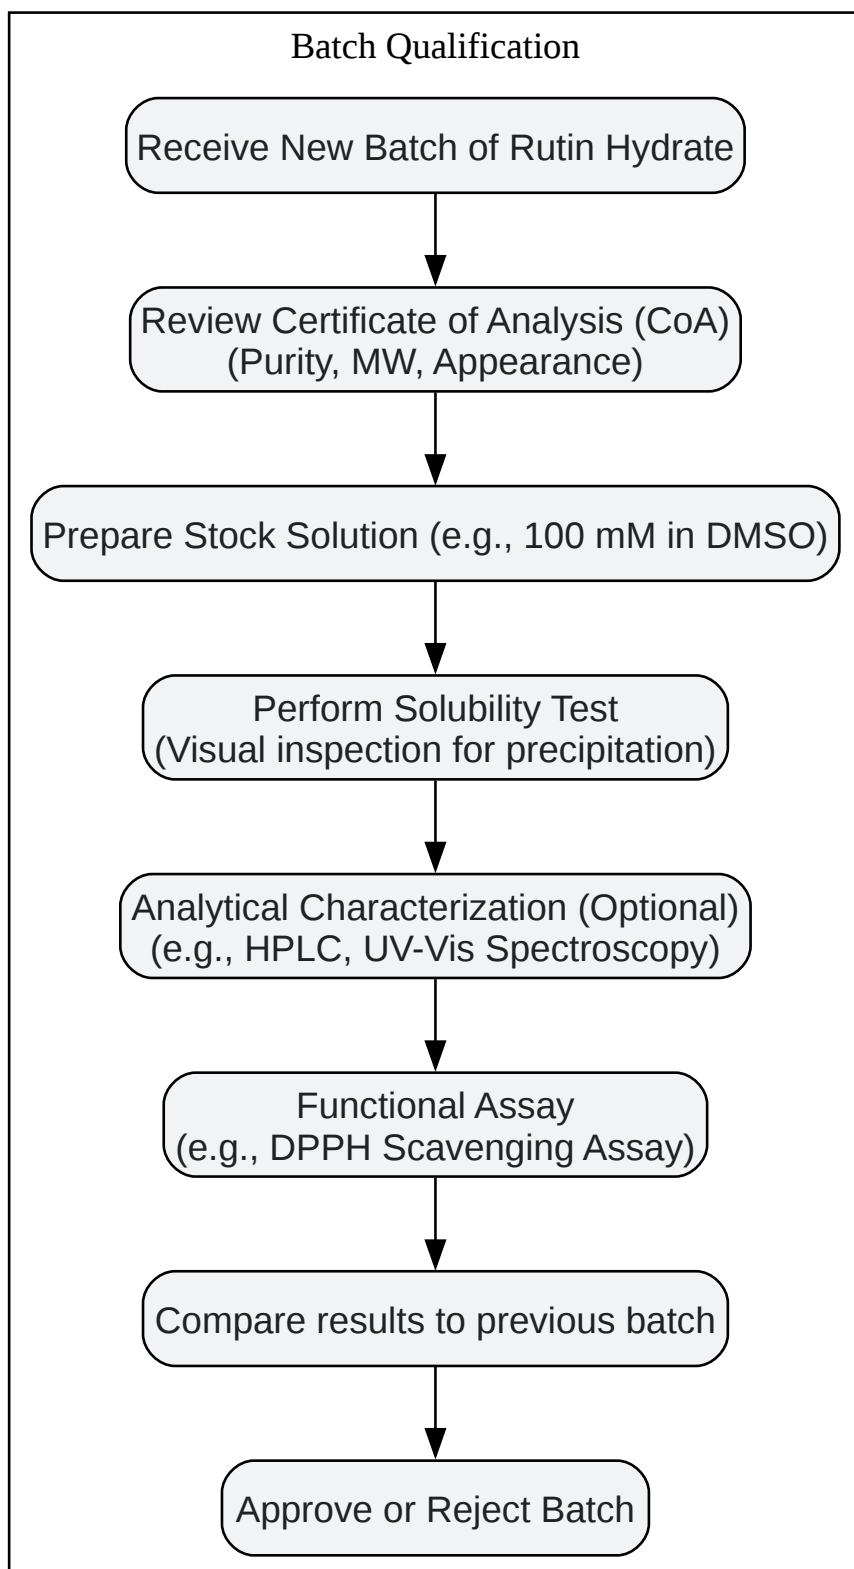 Batch Qualification
Receive New Batch of Rutin Hydrate
Review Certificate of Analysis (CoA)
(Purity, MW, Appearance)
Prepare Stock Solution (e.g., 100 mM in DMSO)
Perform Solubility Test
(Visual inspection for precipitation)
Analytical Characterization (Optional)
(e.g., HPLC, UV-Vis Spectroscopy)
Functional Assay
(e.g., DPPH Scavenging Assay)
Compare results to previous batch
Approve or Reject Batch